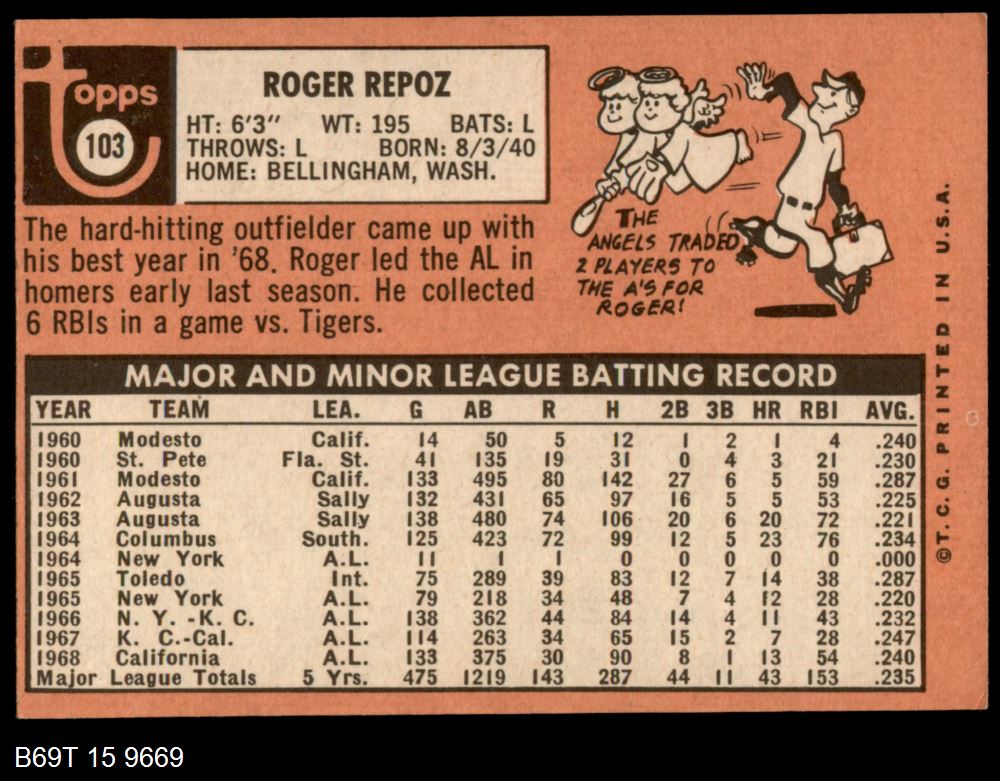 topps
103
ROGER REPOZ
HT: 6'3" WT: 195 BATS: L
THROWS: L BORN: 8/3/40
HOME: BELLINGHAM, WASH.
The hard-hitting outfielder came up with
his best year in '68. Roger led the AL in
homers early last season. He collected
6 RBIs in a game vs. Tigers.
THE
ANGELS TRADED
2 PLAYERS TO
THE A'S FOR
ROGER!
MAJOR AND MINOR LEAGUE BATTING RECORD
YEAR TEAM LEA. G AB R H 2B 3B HR RBI AVG.
1960 Modesto Calif. 14 50 5 12 1 2 1 4 .240
1960 St. Pete Fla. St. 41 135 19 31 0 4 3 21 .230
1961 Modesto Calif. 133 495 80 142 27 6 5 59 .287
1962 Augusta Sally 132 431 65 97 16 5 5 53 .225
1963 Augusta Sally 138 480 74 106 20 6 20 72 .221
1964 Columbus South. 125 423 72 99 12 5 23 76 .234
1964 New York A.L. 11 1 1 0 0 0 0 0 .000
1965 Toledo Int. 75 289 39 83 12 7 14 38 .287
1965 New York A.L. 79 218 34 48 7 4 12 28 .220
1966 N. Y. -K. C. A.L. 138 362 44 84 14 4 11 43 .232
1967 K. C.-Cal. A.L. 114 263 34 65 15 2 7 28 .247
1968 California A.L. 133 375 30 90 8 1 13 54 .240
Major League Totals 5 Yrs. 475 1219 143 287 44 11 43 153 .235
©T. C. G. PRINTED IN U.S.A.
B69T 15 9669